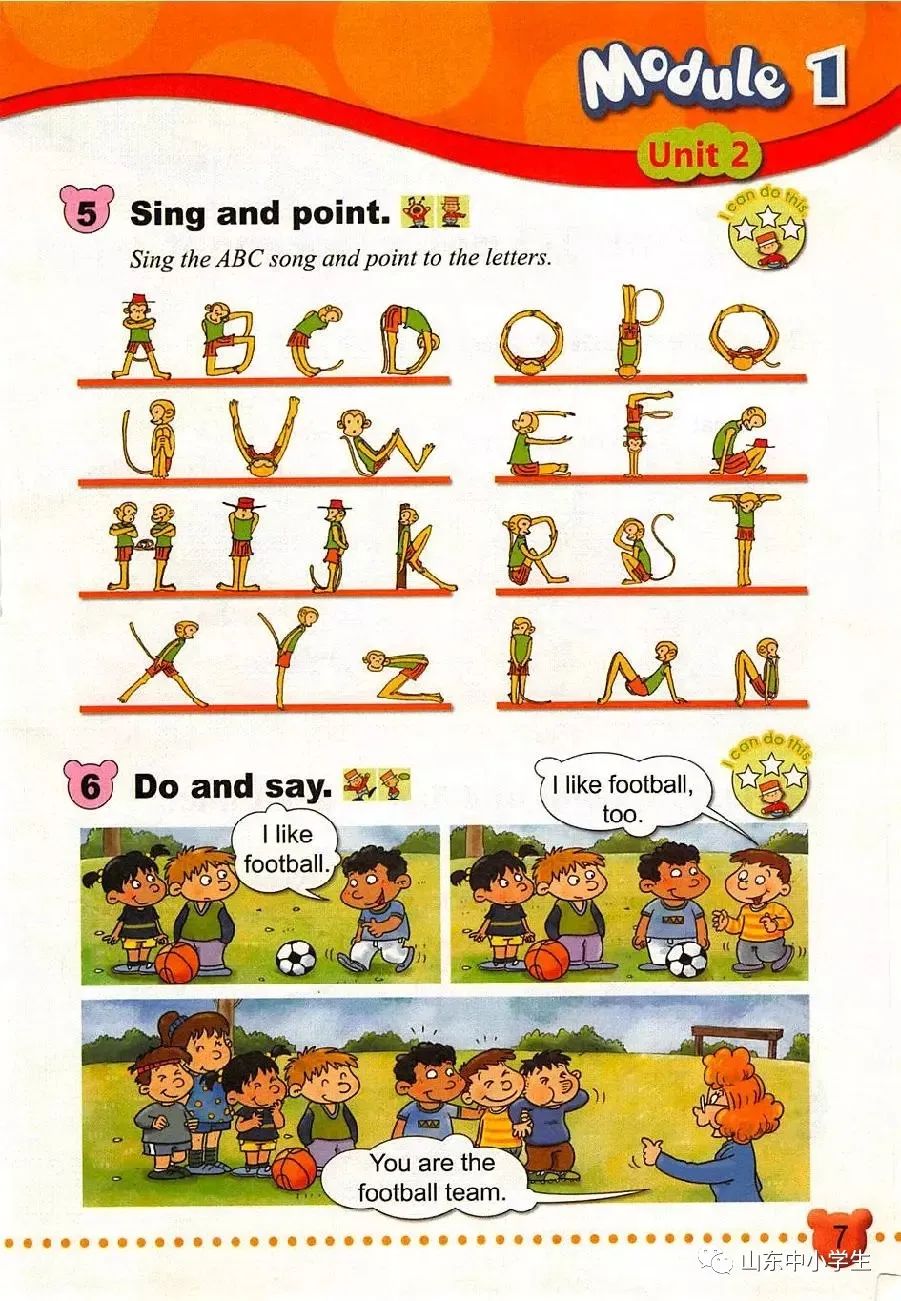 Module 1
Unit 2
5 Sing and point.
I can do this.
Sing the ABC song and point to the letters.
A B C D
O P Q
U V W
E F G
H I J K
R S T
X Y Z
L M N
6 Do and say.
I can do this.
I like
football.
I like football,
too.
You are the
football team.
7
山东中小学生